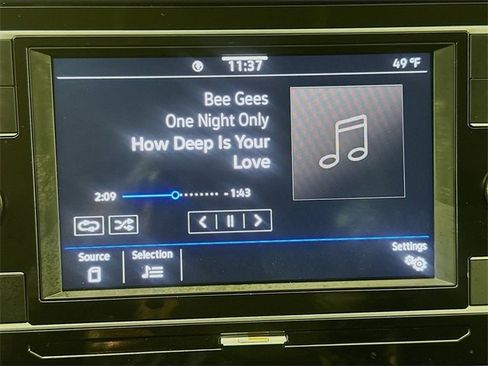 11:37
49 °F
Bee Gees
One Night Only
How Deep Is Your
Love
2:09
-1:43
Source
Selection
Settings